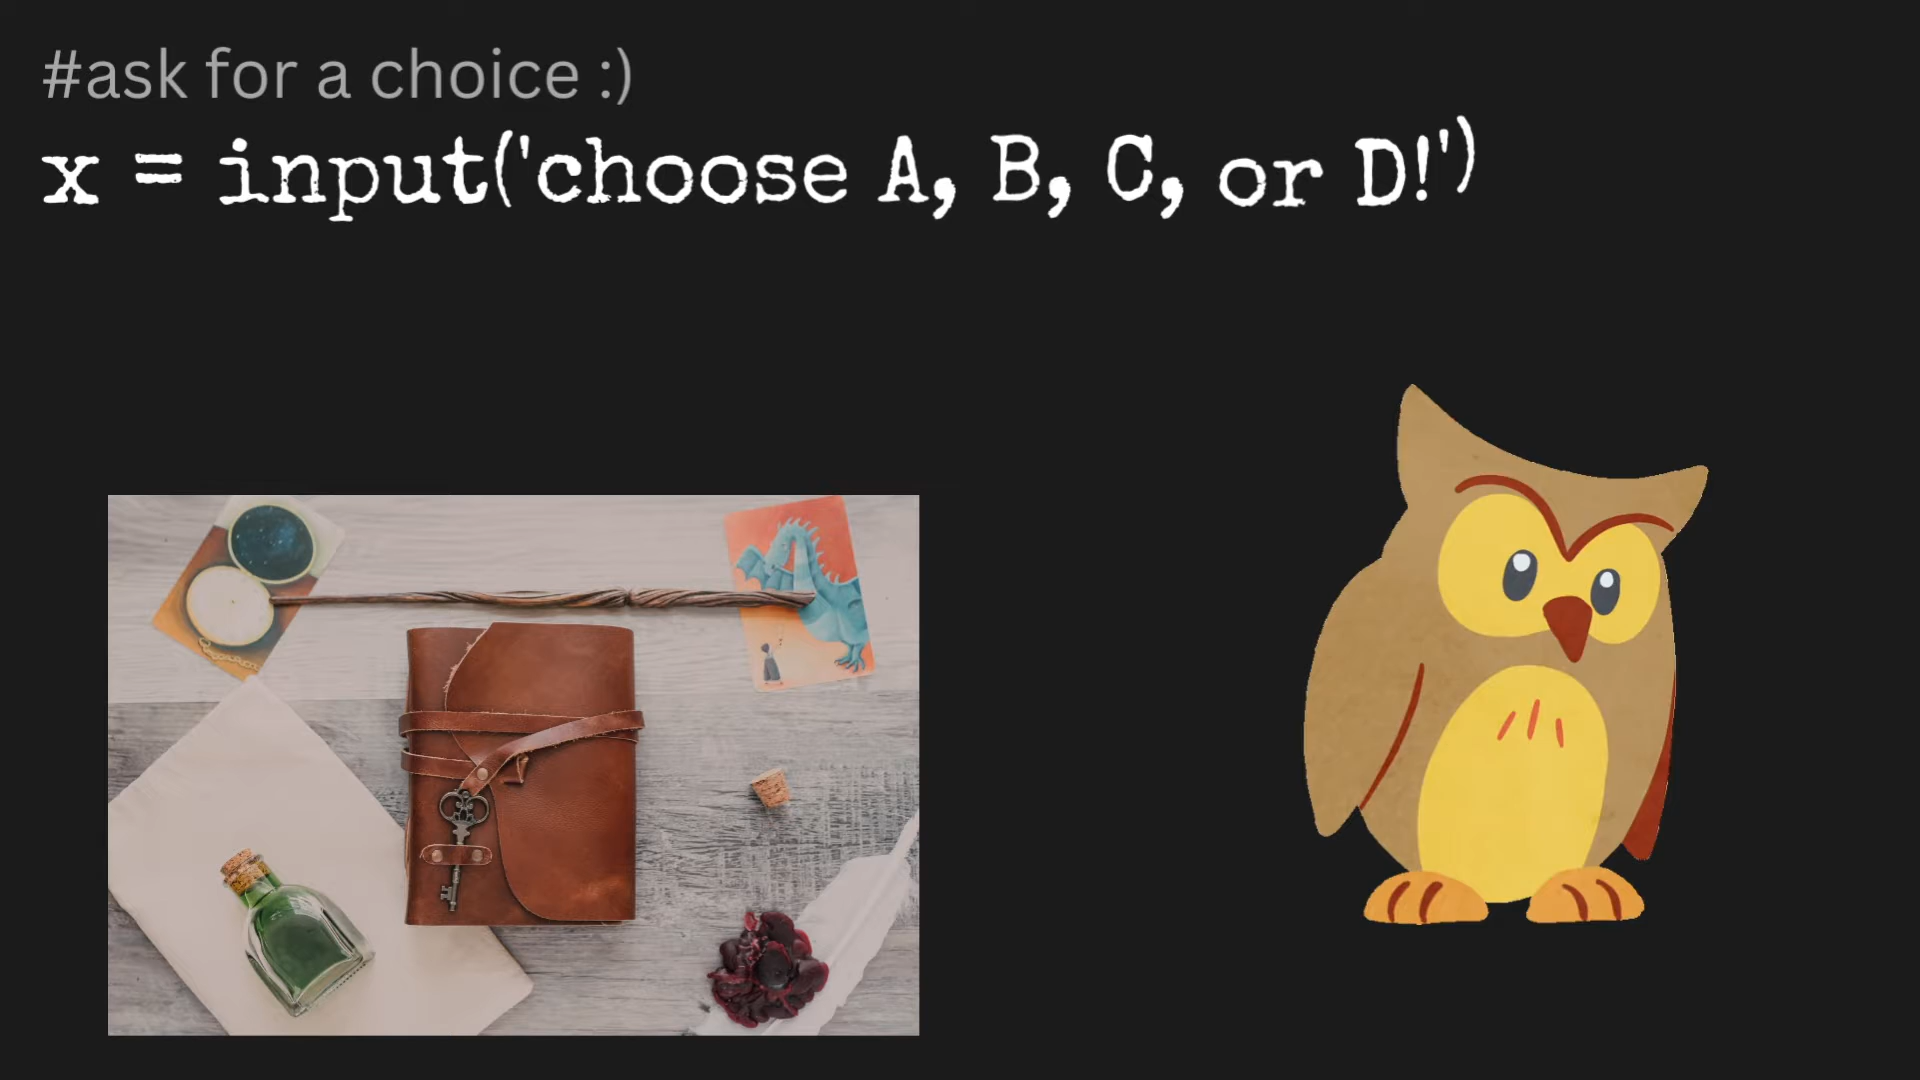 #ask for a choice :)
x = input('choose A, B, C, or D!')